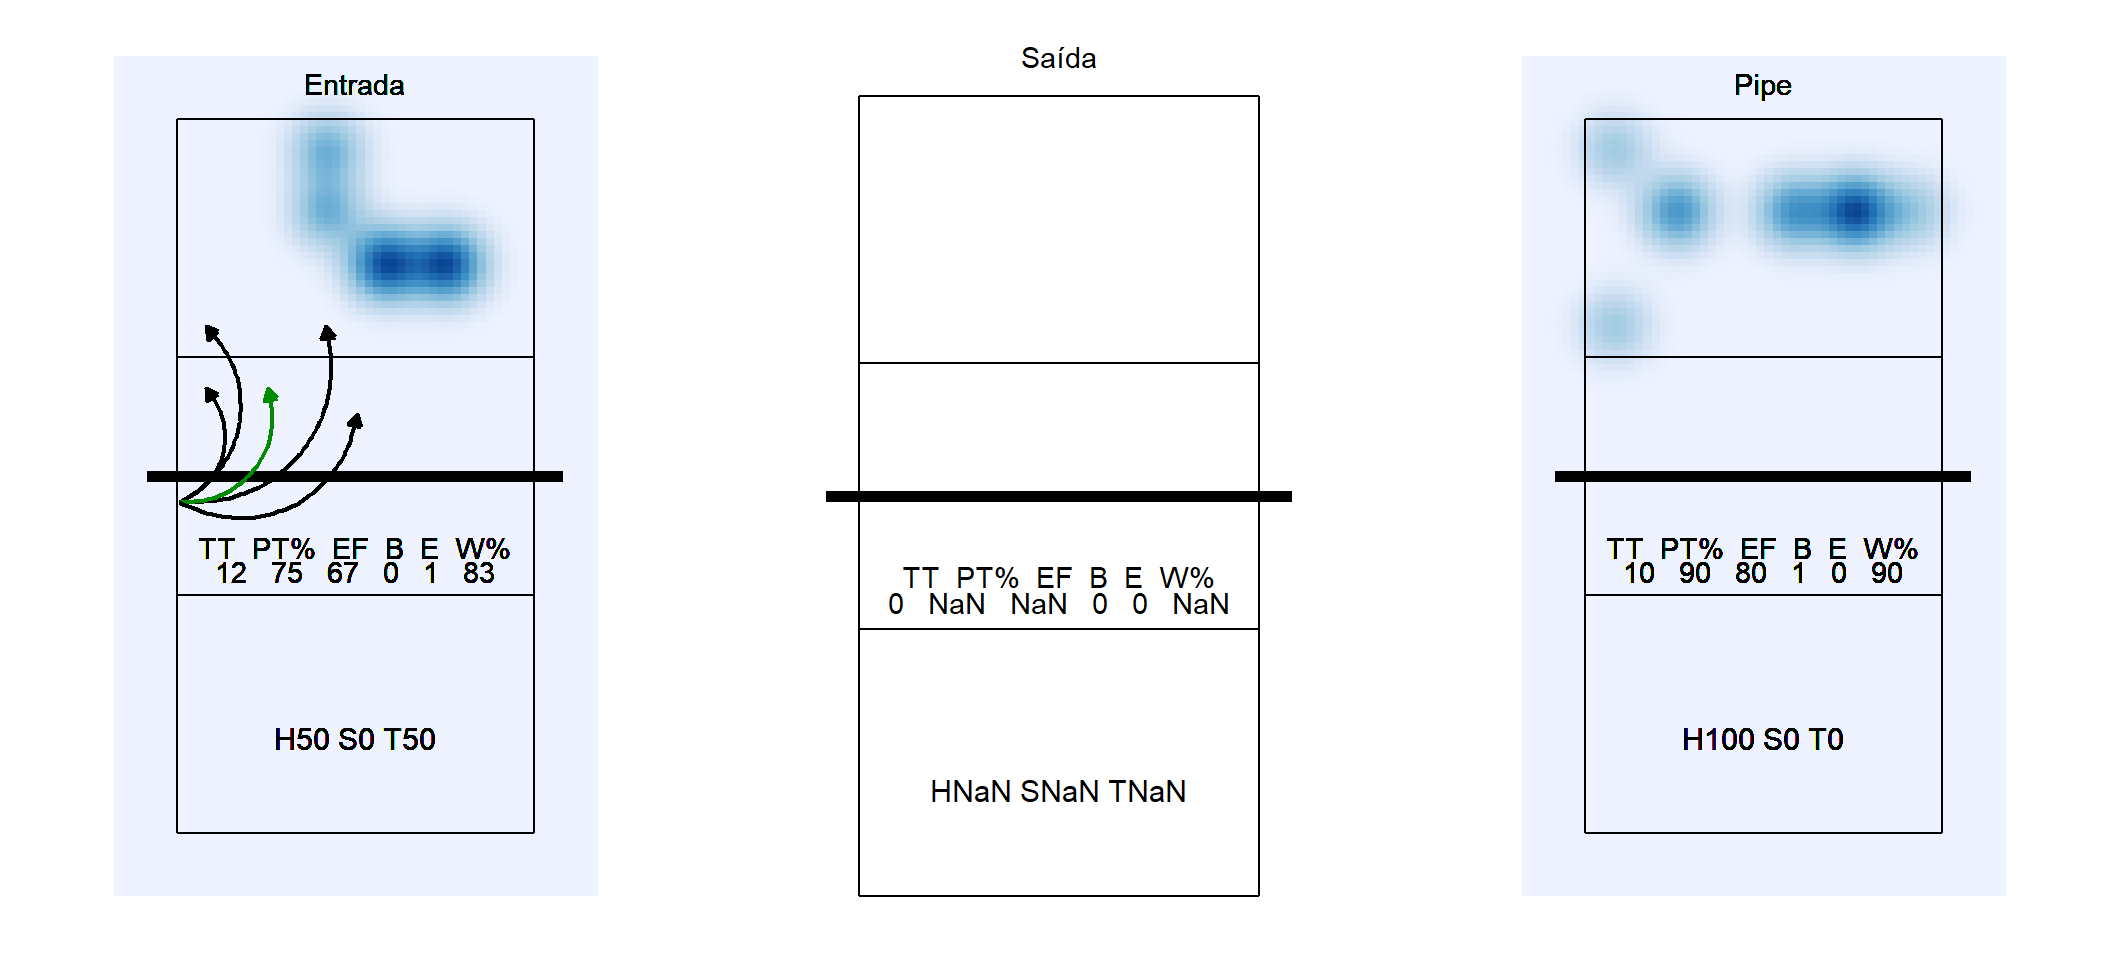 Entrada
TT PT% EF B E W%
12 75 67 0 1 83
H50 S0 T50
Saída
TT PT% EF B E W%
0 NaN NaN 0 0 NaN
HNaN SNaN TNaN
Pipe
TT PT% EF B E W%
10 90 80 1 0 90
H100 S0 T0